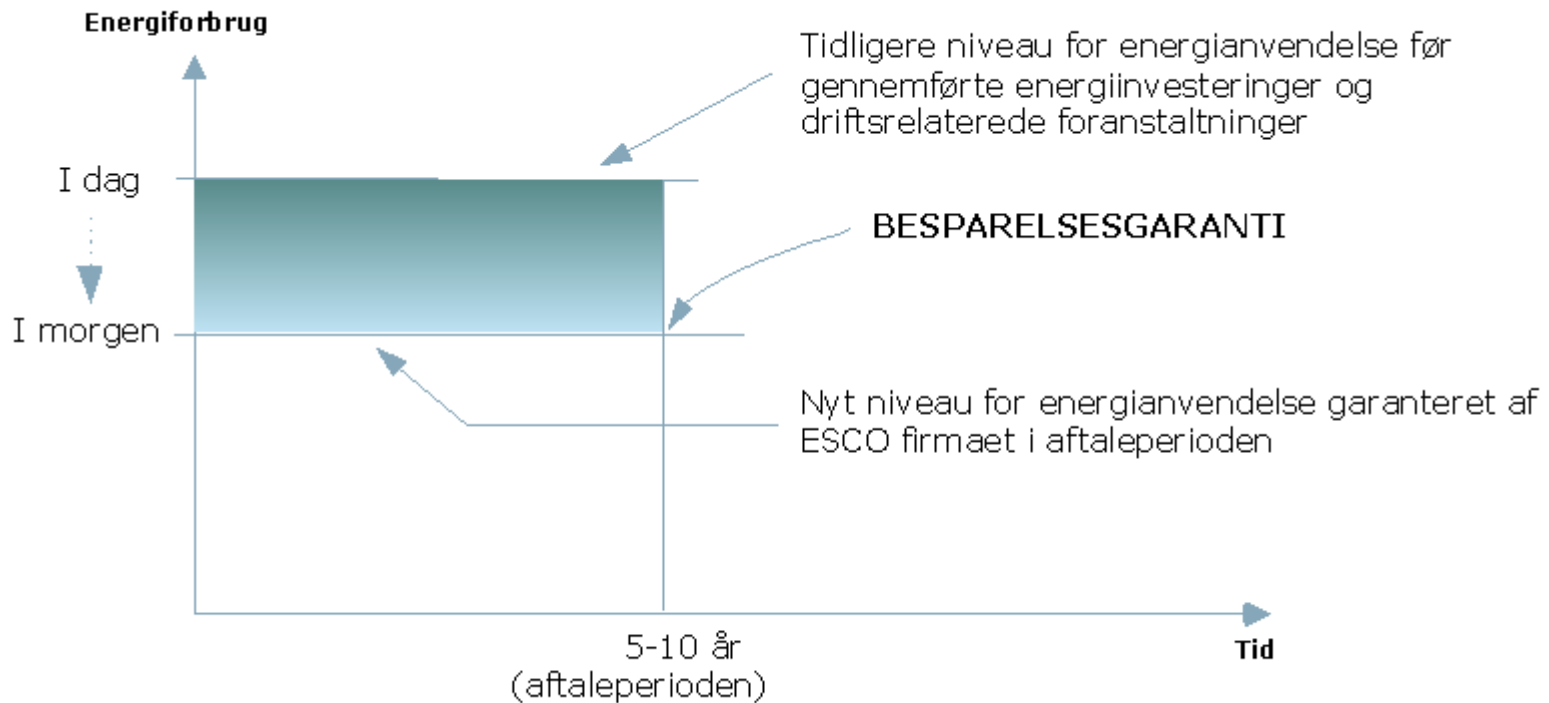 Energiforbrug
Tidligere niveau for energianvendelse før
gennemførte energiinvesteringer og
driftsrelaterede foranstaltninger
I dag
BESPARELSESGARANTI
I morgen
Nyt niveau for energianvendelse garanteret af
ESCO firmaet i aftaleperioden
5-10 år
(aftaleperioden)
Tid